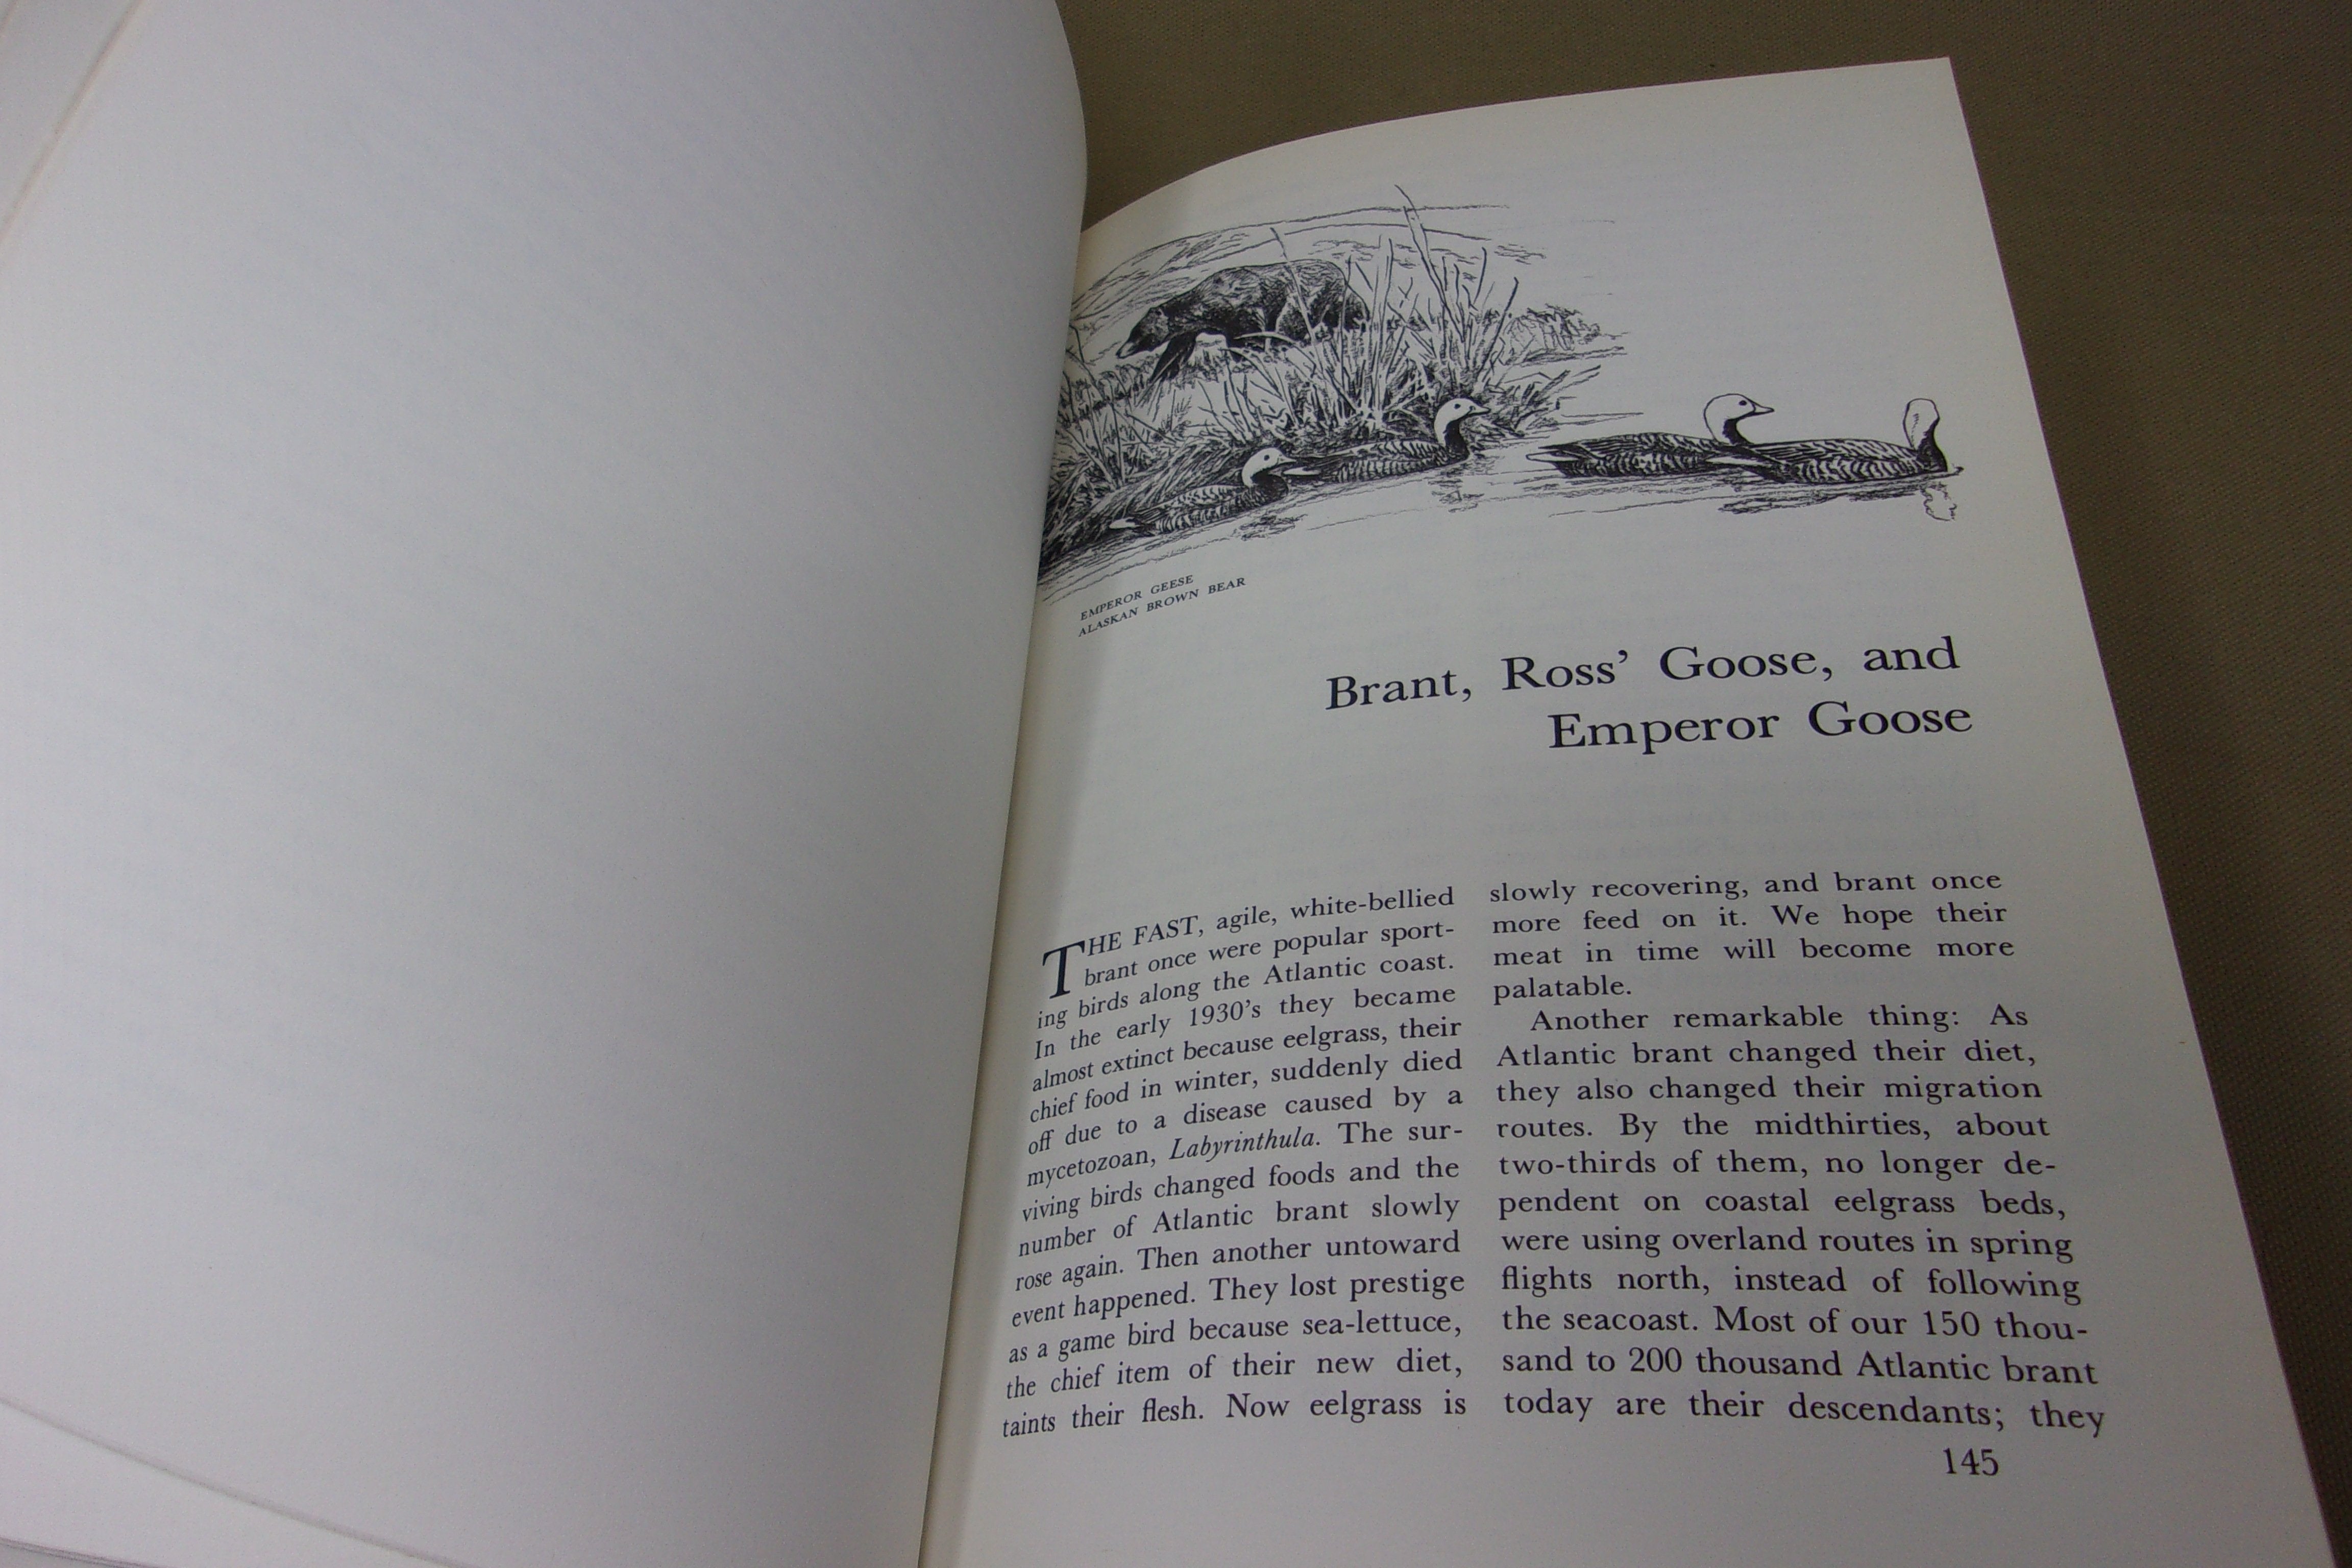 EMPEROR GEESE
ALASKAN BROWN BEAR
Brant, Ross’ Goose, and
Emperor Goose
THE FAST, agile, white-bellied
brant once were popular sport-
ing birds along the Atlantic coast.
In the early 1930’s they became
almost extinct because eelgrass, their
chief food in winter, suddenly died
off due to a disease caused by a
mycetozoan, Labyrinthula. The sur-
viving birds changed foods and the
number of Atlantic brant slowly
rose again. Then another untoward
event happened. They lost prestige
as a game bird because sea-lettuce,
the chief item of their new diet,
taints their flesh. Now eelgrass is
slowly recovering, and brant once
more feed on it. We hope their
meat in time will become more
palatable.
Another remarkable thing: As
Atlantic brant changed their diet,
they also changed their migration
routes. By the midthirties, about
two-thirds of them, no longer de-
pendent on coastal eelgrass beds,
were using overland routes in spring
flights north, instead of following
the seacoast. Most of our 150 thou-
sand to 200 thousand Atlantic brant
today are their descendants; they
145